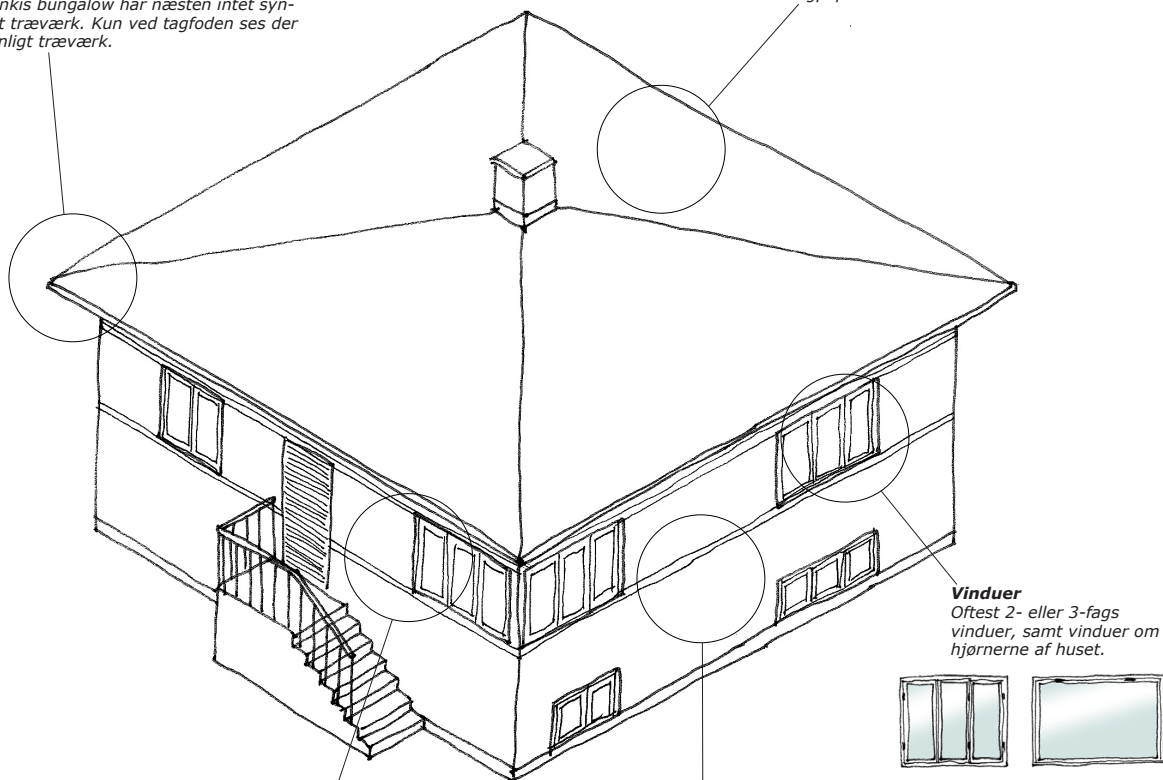 bungalow har næsten intet syn-
t træværk. Kun ved tagfoden ses der
nligt træværk.
Vinduer
Oftest 2- eller 3-fags
vinduer, samt vinduer om
hjørnerne af huset.